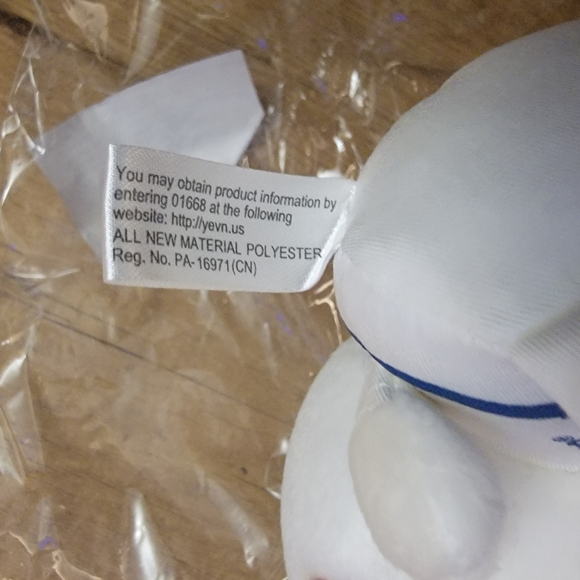 You may obtain product information by
entering 01668 at the following
website: http://yevn.us
ALL NEW MATERIAL POLYESTER
Reg. No. PA-16971(CN)